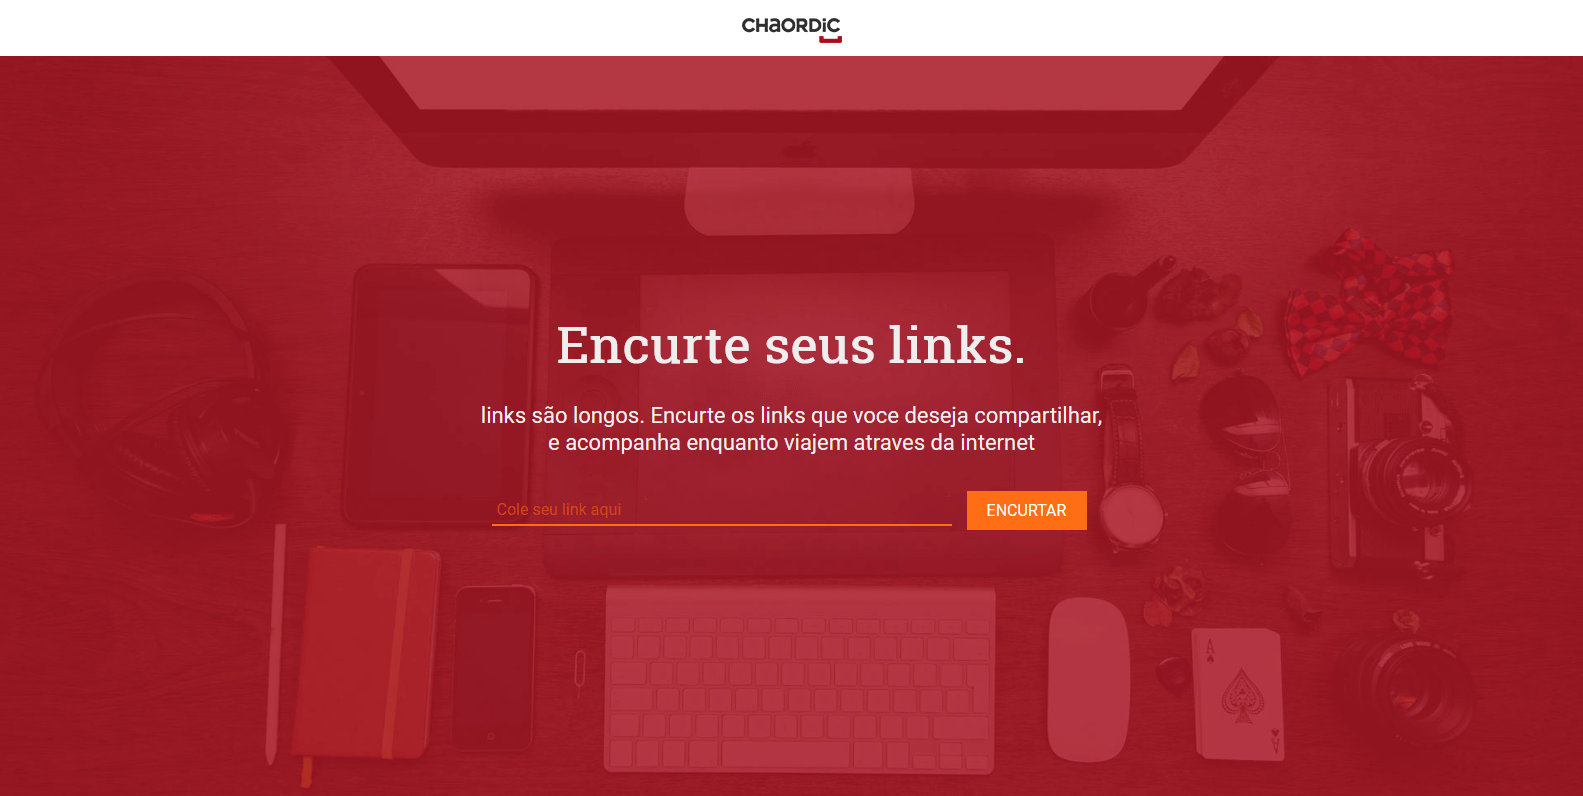 CHAORDIC
Encurte seus links.
links são longos. Encurte os links que voce deseja compartilhar,
e acompanha enquanto viajem atraves da internet
Cole seu link aqui
ENCURTAR
A
A